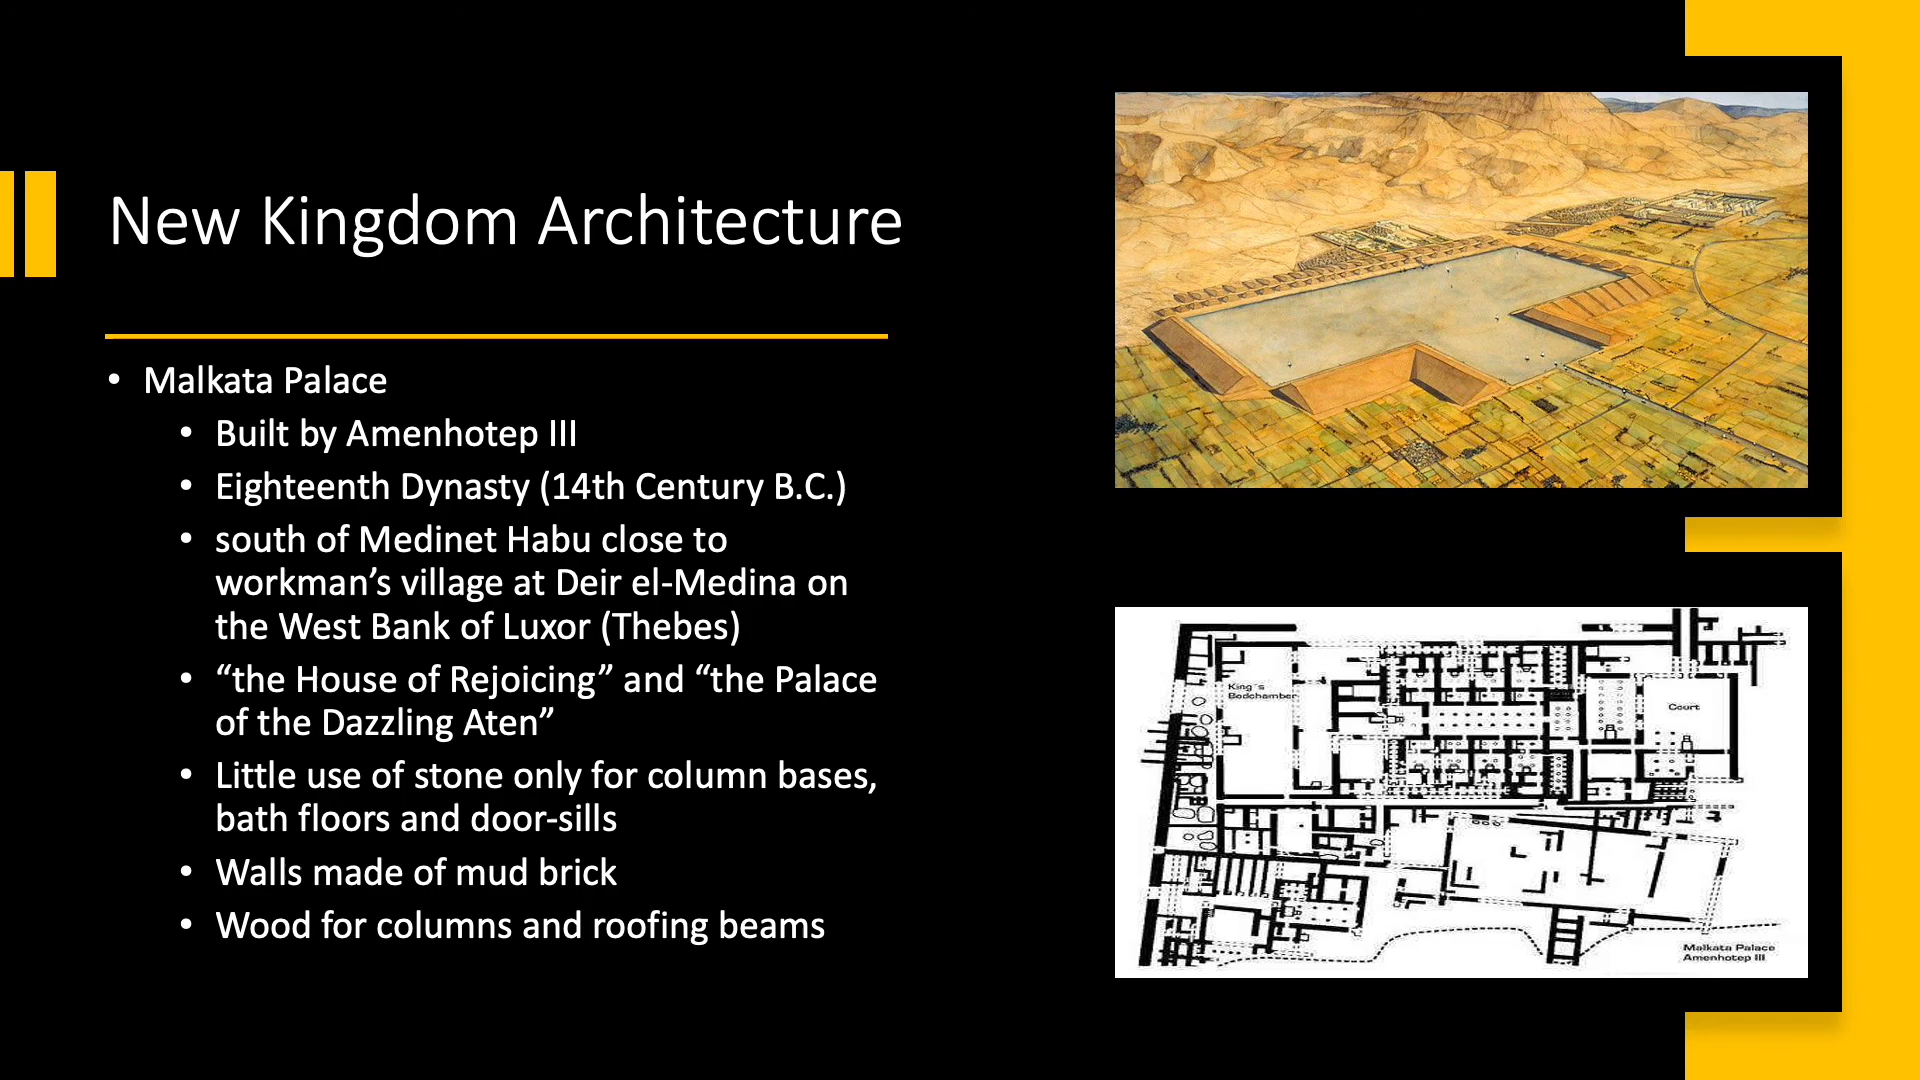 New Kingdom Architecture
• Malkata Palace
• Built by Amenhotep III
• Eighteenth Dynasty (14th Century B.C.)
• south of Medinet Habu close to
workman’s village at Deir el-Medina on
the West Bank of Luxor (Thebes)
• “the House of Rejoicing” and “the Palace
of the Dazzling Aten”
• Little use of stone only for column bases,
bath floors and door-sills
• Walls made of mud brick
• Wood for columns and roofing beams
King's
Bedchamber
Court
Malkata Palace
Amenhotep III